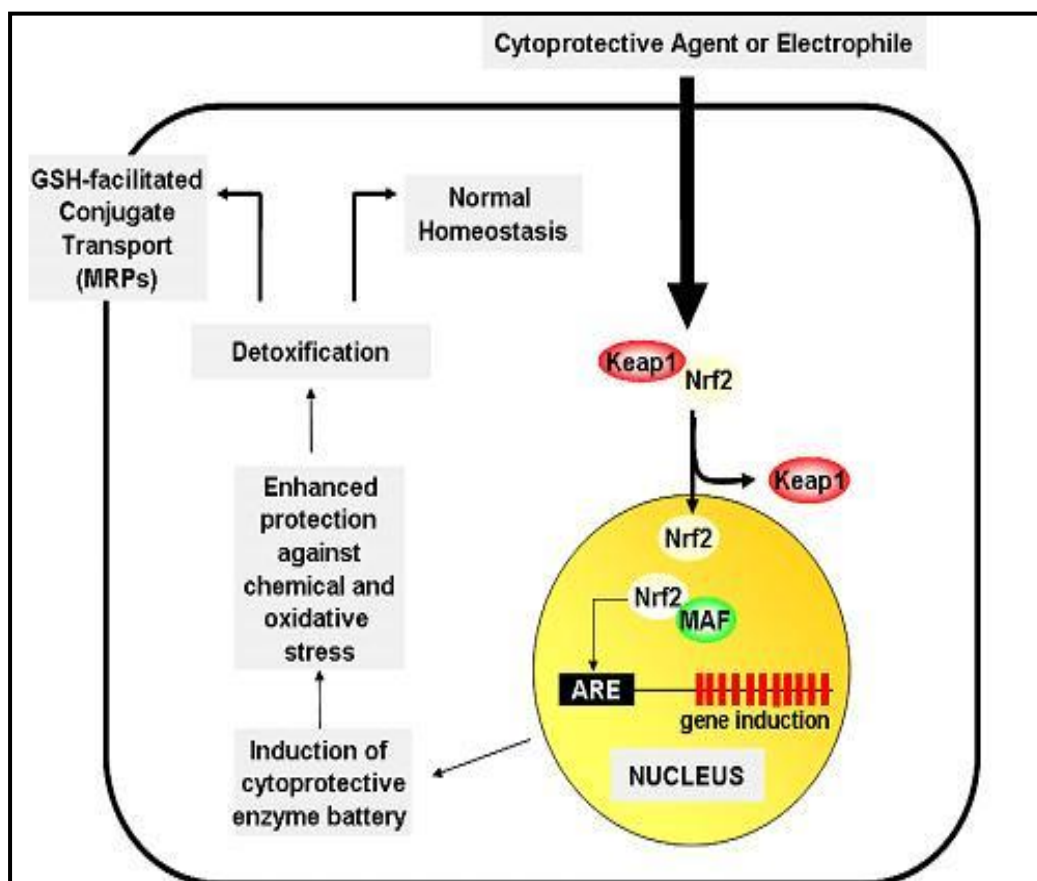 Cytoprotective Agent or Electrophile
GSH-facilitated
Conjugate
Transport
(MRPs)
Normal
Homeostasis
Detoxification
Keap1
Nrf2
Keap1
Enhanced
protection
against
chemical and
oxidative
stress
Nrf2
Nrf2
MAF
ARE
gene induction
Induction of
cytoprotective
enzyme battery
NUCLEUS